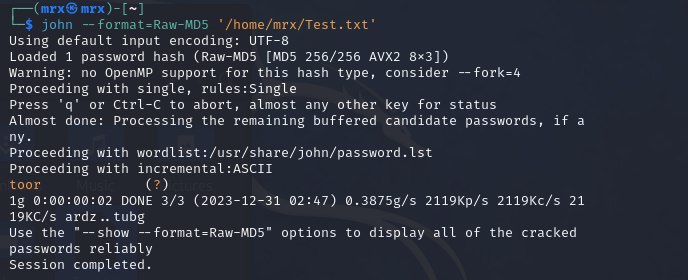 ┌──(mrx㉿mrx)-[~]
└─$ john --format=Raw-MD5 '/home/mrx/Test.txt'
Using default input encoding: UTF-8
Loaded 1 password hash (Raw-MD5 [MD5 256/256 AVX2 8×3])
Warning: no OpenMP support for this hash type, consider --fork=4
Proceeding with single, rules:Single
Press 'q' or Ctrl-C to abort, almost any other key for status
Almost done: Processing the remaining buffered candidate passwords, if a
ny.
Proceeding with wordlist:/usr/share/john/password.lst
Proceeding with incremental:ASCII
toor             (?)
1g 0:00:00:02 DONE 3/3 (2023-12-31 02:47) 0.3875g/s 2119Kp/s 2119Kc/s 21
19KC/s ardz..tubg
Use the "--show --format=Raw-MD5" options to display all of the cracked
passwords reliably
Session completed.